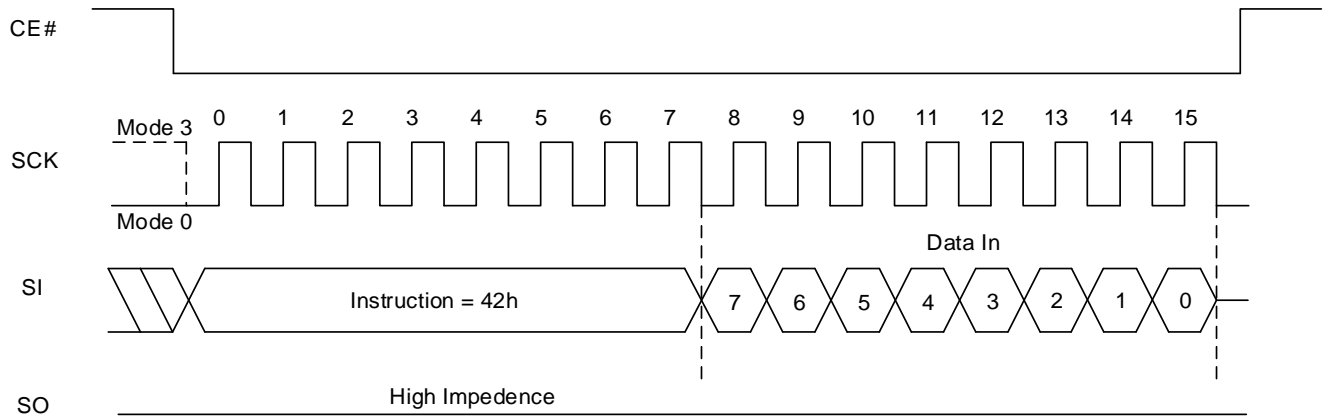 CE#
0 1 2 3 4 5 6 7 8 9 10 11 12 13 14 15
Mode 3
SCK
Mode 0
Data In
SI
Instruction = 42h
7 6 5 4 3 2 1 0
High Impedence
SO